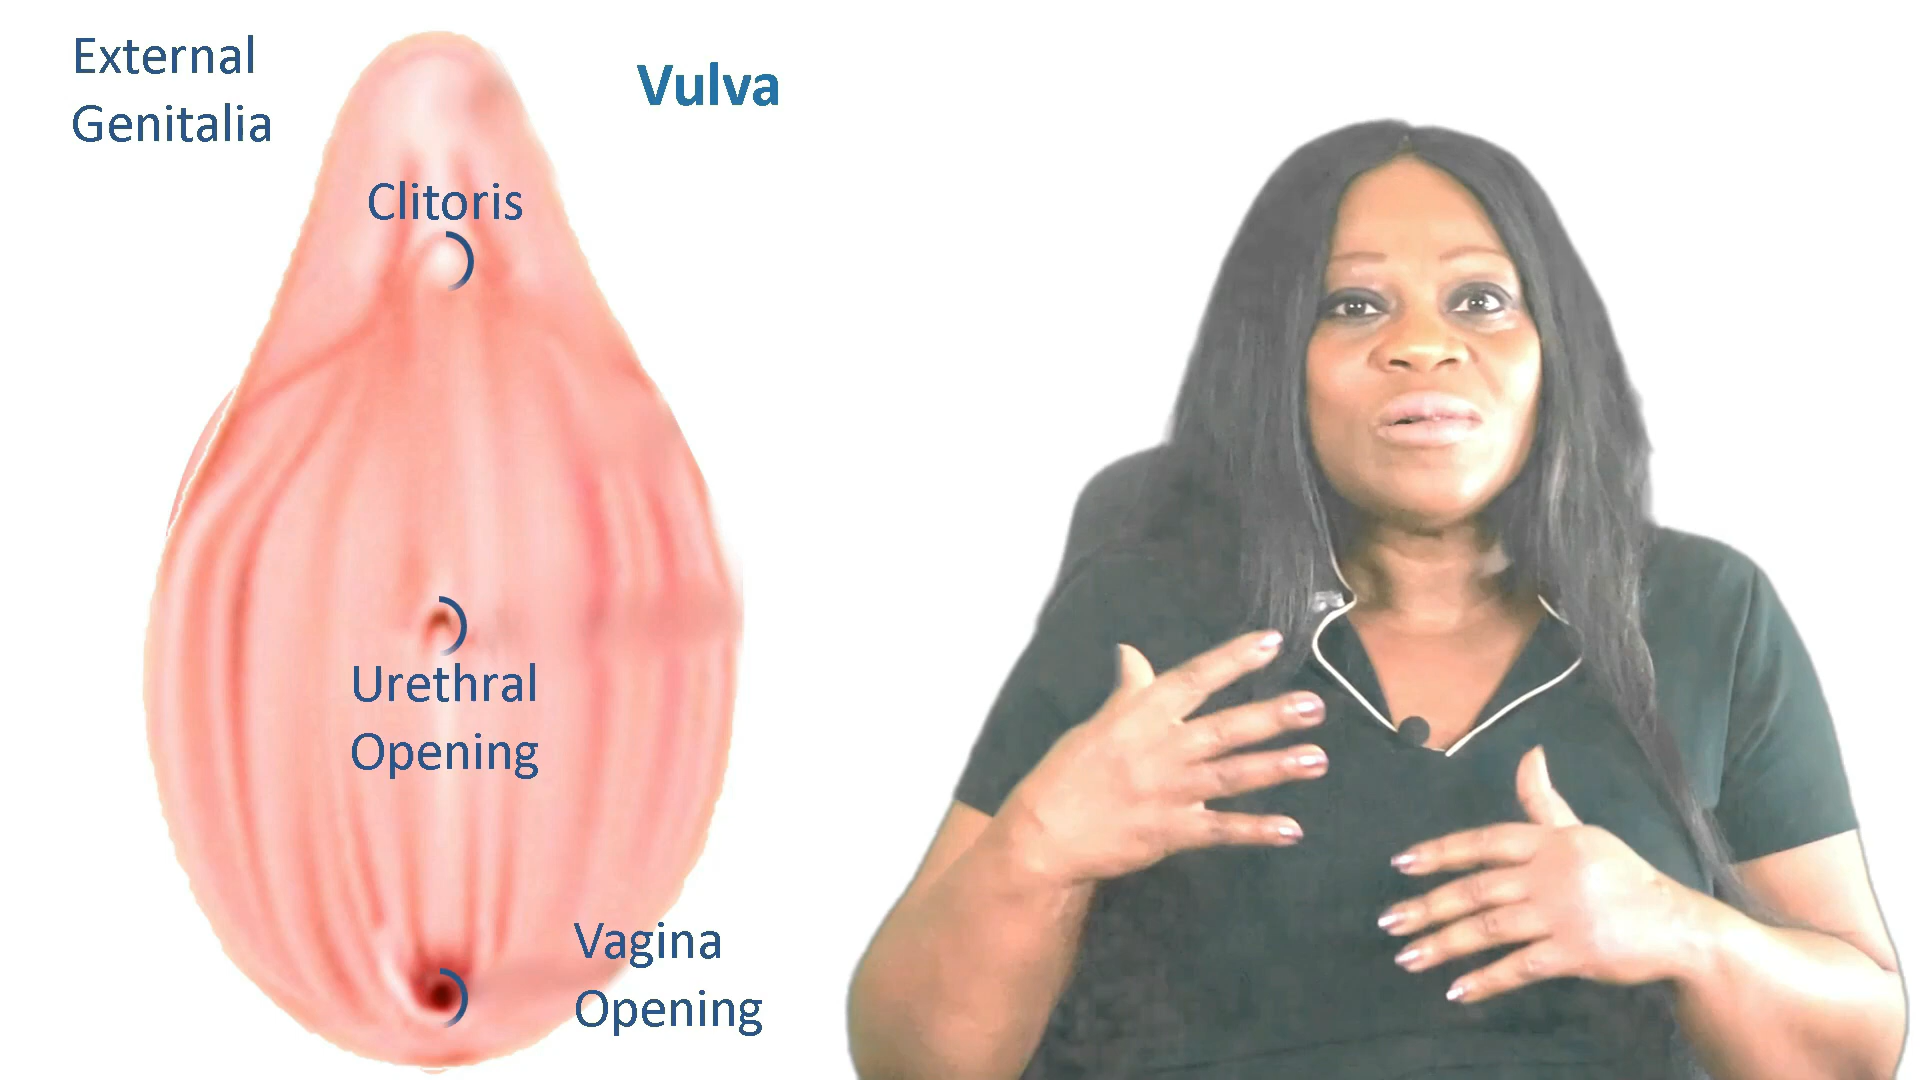 External
Genitalia
Vulva
Clitoris
Urethral
Opening
Vagina
Opening